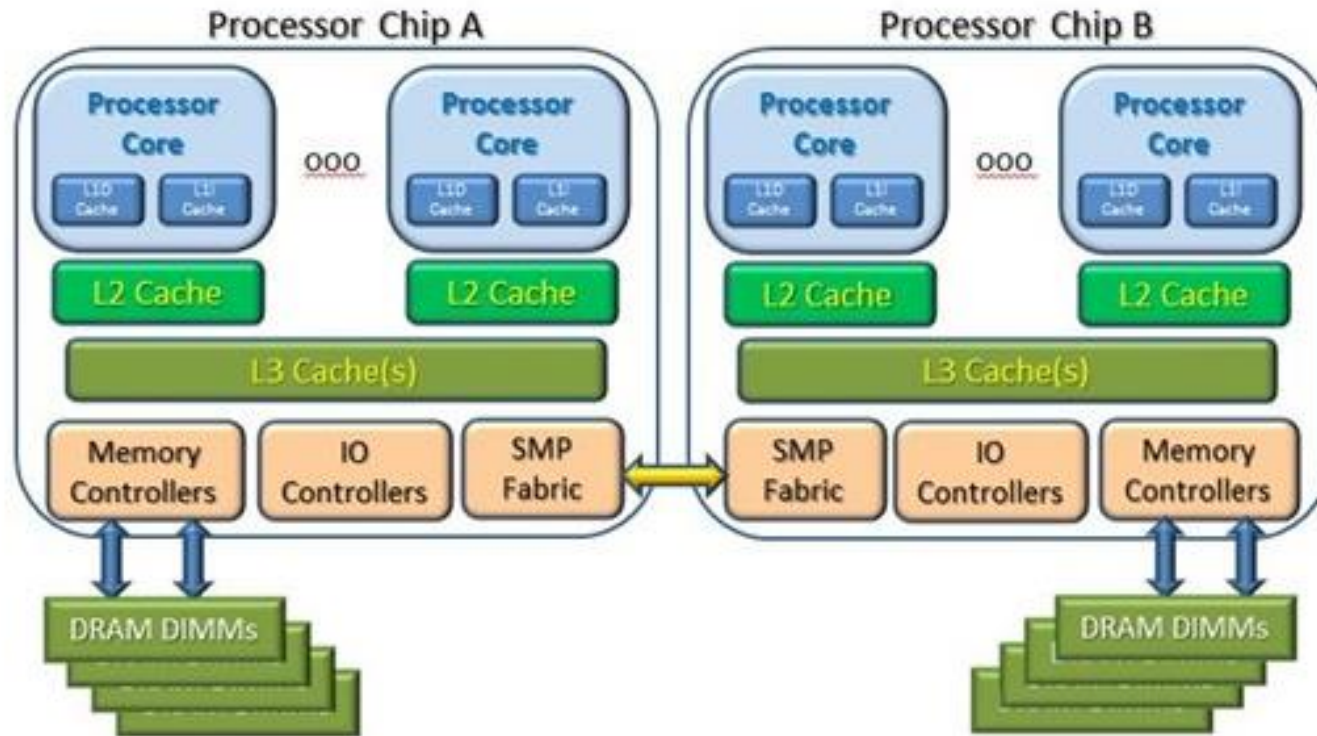 Processor Chip A
Processor Chip B
Processor
Core
L1D
Cache
L1I
Cache
ooo
Processor
Core
L1D
Cache
L1I
Cache
Processor
Core
L1D
Cache
L1I
Cache
ooo
Processor
Core
L1D
Cache
L1I
Cache
L2 Cache
L2 Cache
L2 Cache
L2 Cache
L3 Cache(s)
L3 Cache(s)
Memory
Controllers
IO
Controllers
SMP
Fabric
SMP
Fabric
IO
Controllers
Memory
Controllers
DRAM DIMMs
DRAM DIMMs